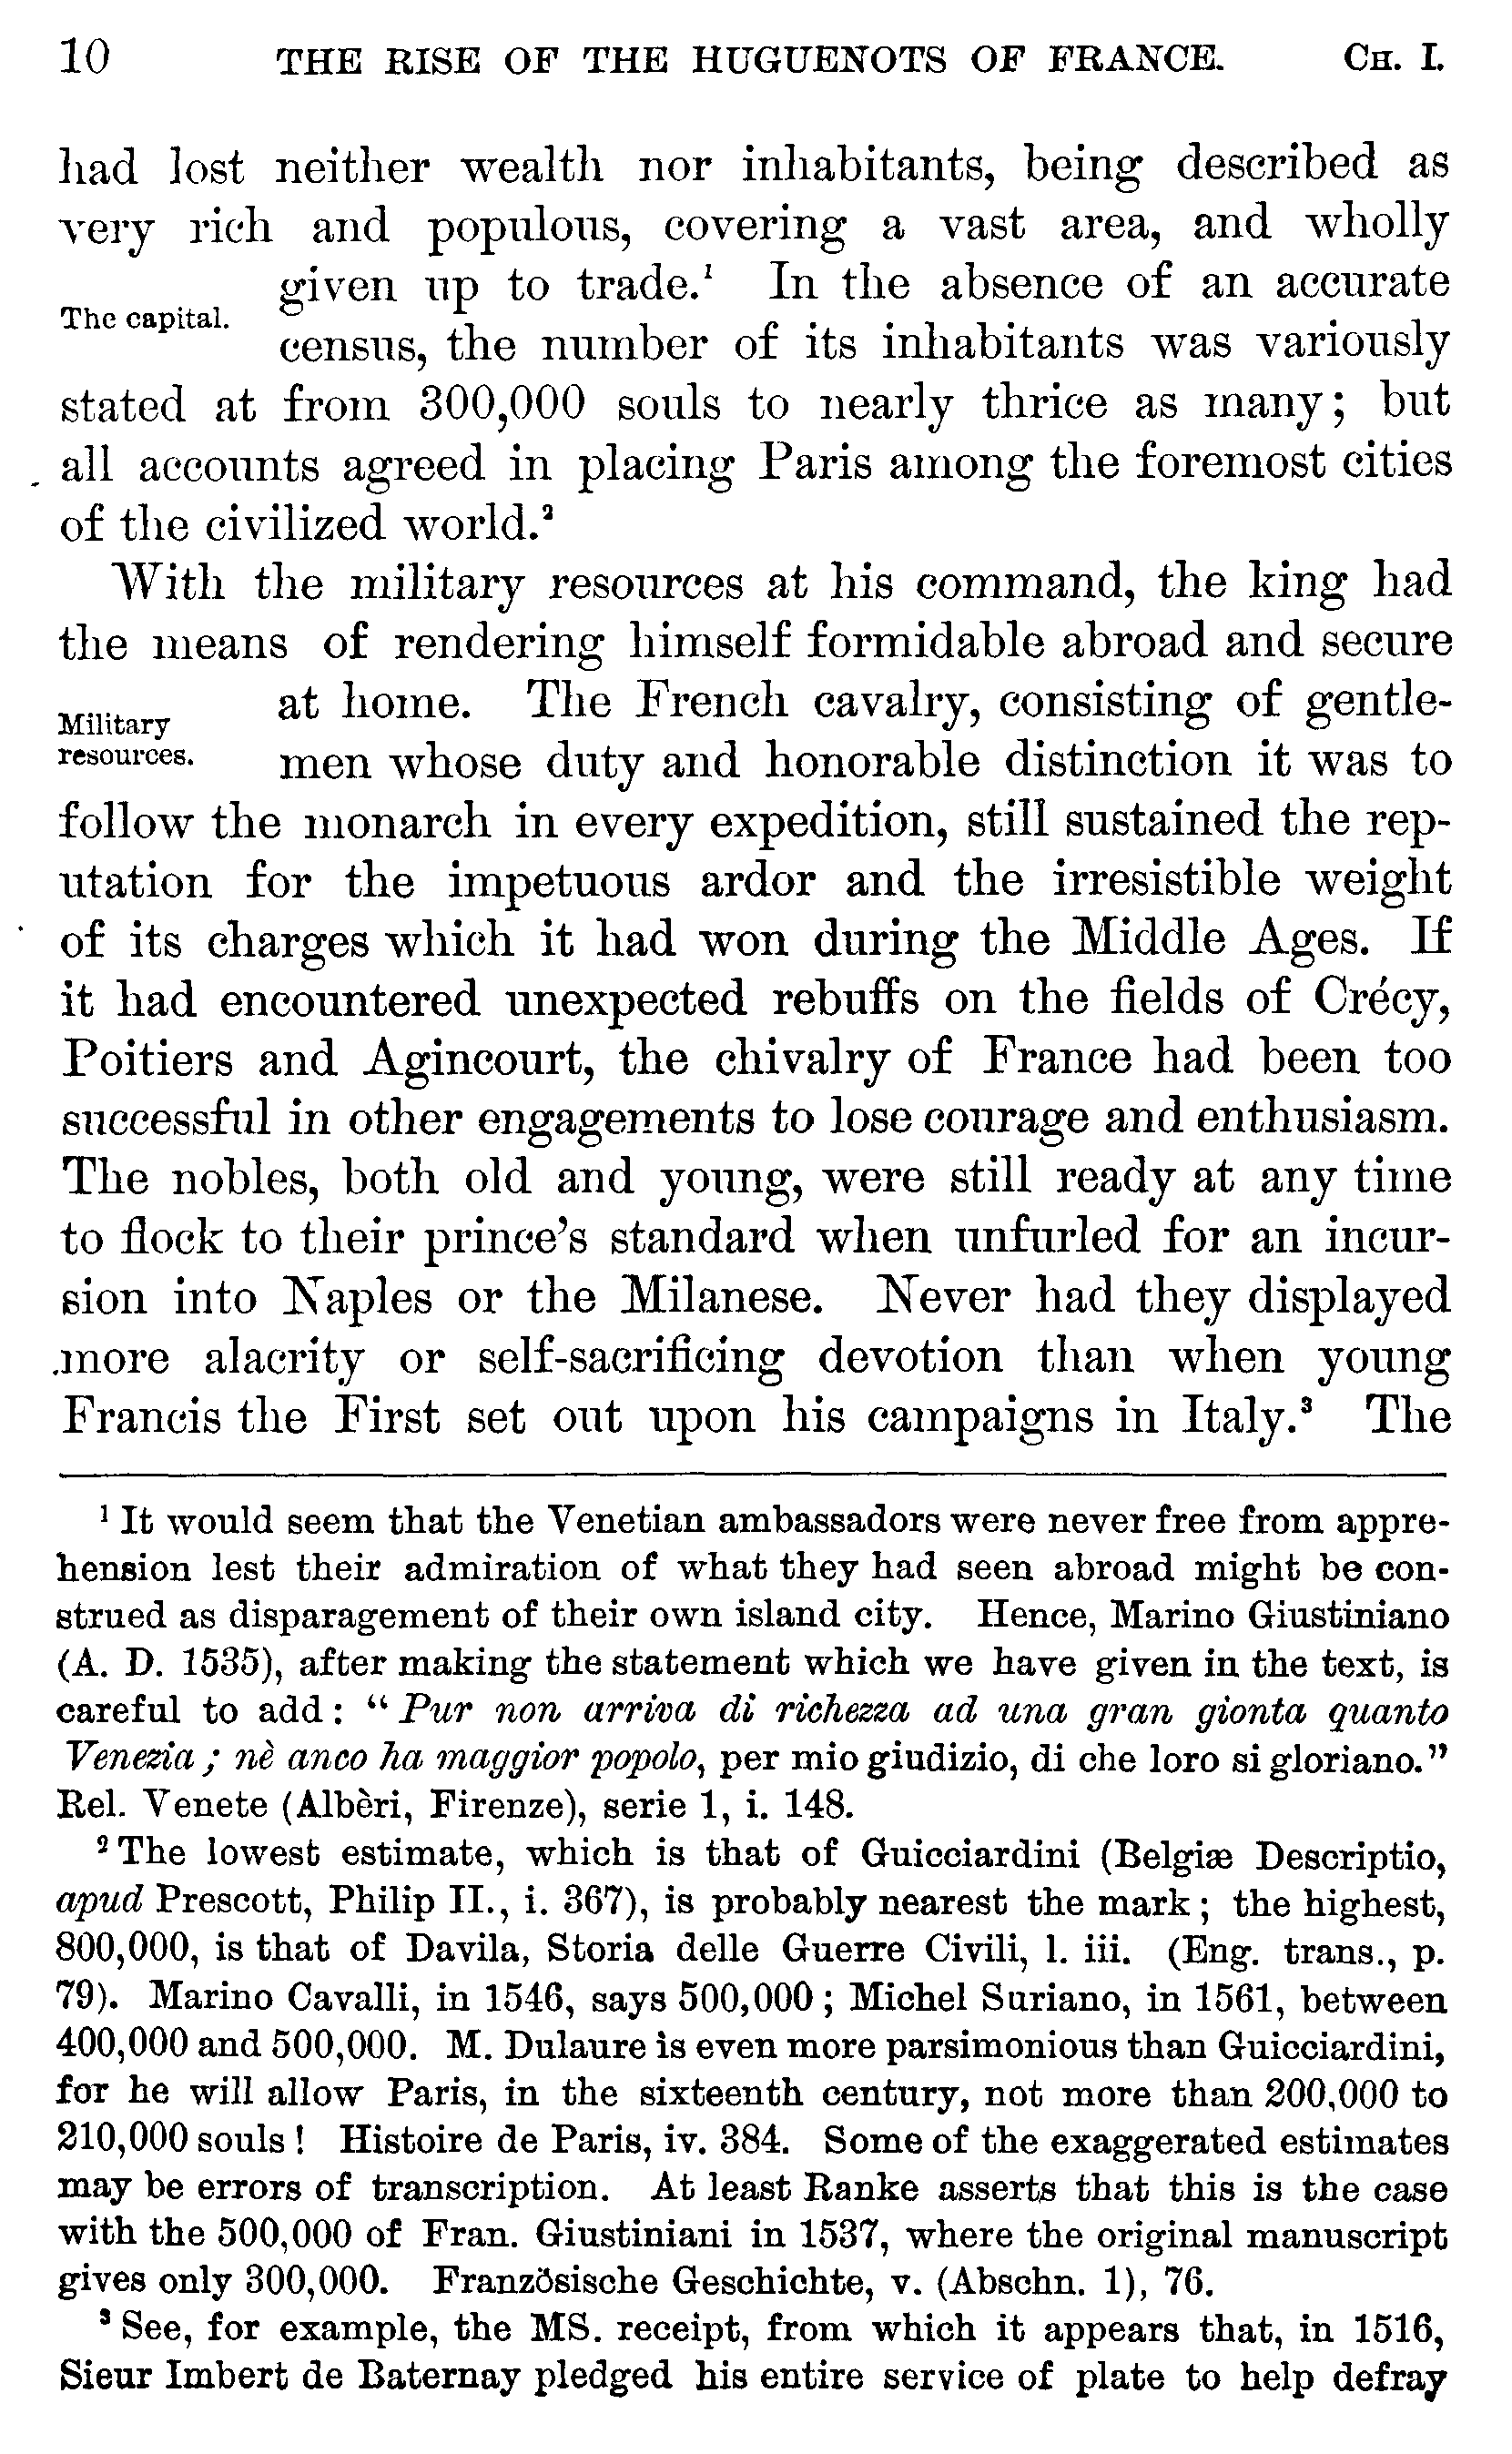 10 THE RISE OF THE HUGUENOTS OF FRANCE. CH. I.
had lost neither wealth nor inhabitants, being described as
very rich and populous, covering a vast area, and wholly
given up to trade.¹ In the absence of an accurate
The capital.
census, the number of its inhabitants was variously
stated at from 300,000 souls to nearly thrice as many; but
all accounts agreed in placing Paris among the foremost cities
of the civilized world.²
With the military resources at his command, the king had
the means of rendering himself formidable abroad and secure
at home. The French cavalry, consisting of gentle-
Military
resources.
men whose duty and honorable distinction it was to
follow the monarch in every expedition, still sustained the rep-
utation for the impetuous ardor and the irresistible weight
of its charges which it had won during the Middle Ages. If
it had encountered unexpected rebuffs on the fields of Crécy,
Poitiers and Agincourt, the chivalry of France had been too
successful in other engagements to lose courage and enthusiasm.
The nobles, both old and young, were still ready at any time
to flock to their prince's standard when unfurled for an incur-
sion into Naples or the Milanese. Never had they displayed
more alacrity or self-sacrificing devotion than when young
Francis the First set out upon his campaigns in Italy.³ The
¹ It would seem that the Venetian ambassadors were never free from appre-
hension lest their admiration of what they had seen abroad might be con-
strued as disparagement of their own island city. Hence, Marino Giustiniano
(A. D. 1535), after making the statement which we have given in the text, is
careful to add: "Pur non arriva di richezza ad una gran gionta quanto
Venezia; nè anco ha maggior popolo, per mio giudizio, di che loro si gloriano."
Rel. Venete (Albèri, Firenze), serie 1, i. 148.
² The lowest estimate, which is that of Guicciardini (Belgiæ Descriptio,
apud Prescott, Philip II., i. 367), is probably nearest the mark; the highest,
800,000, is that of Davila, Storia delle Guerre Civili, l. iii. (Eng. trans., p.
79). Marino Cavalli, in 1546, says 500,000; Michel Suriano, in 1561, between
400,000 and 500,000. M. Dulaure is even more parsimonious than Guicciardini,
for he will allow Paris, in the sixteenth century, not more than 200,000 to
210,000 souls! Histoire de Paris, iv. 384. Some of the exaggerated estimates
may be errors of transcription. At least Ranke asserts that this is the case
with the 500,000 of Fran. Giustiniani in 1537, where the original manuscript
gives only 300,000. Französische Geschichte, v. (Abschn. 1), 76.
³ See, for example, the MS. receipt, from which it appears that, in 1516,
Sieur Imbert de Baternay pledged his entire service of plate to help defray